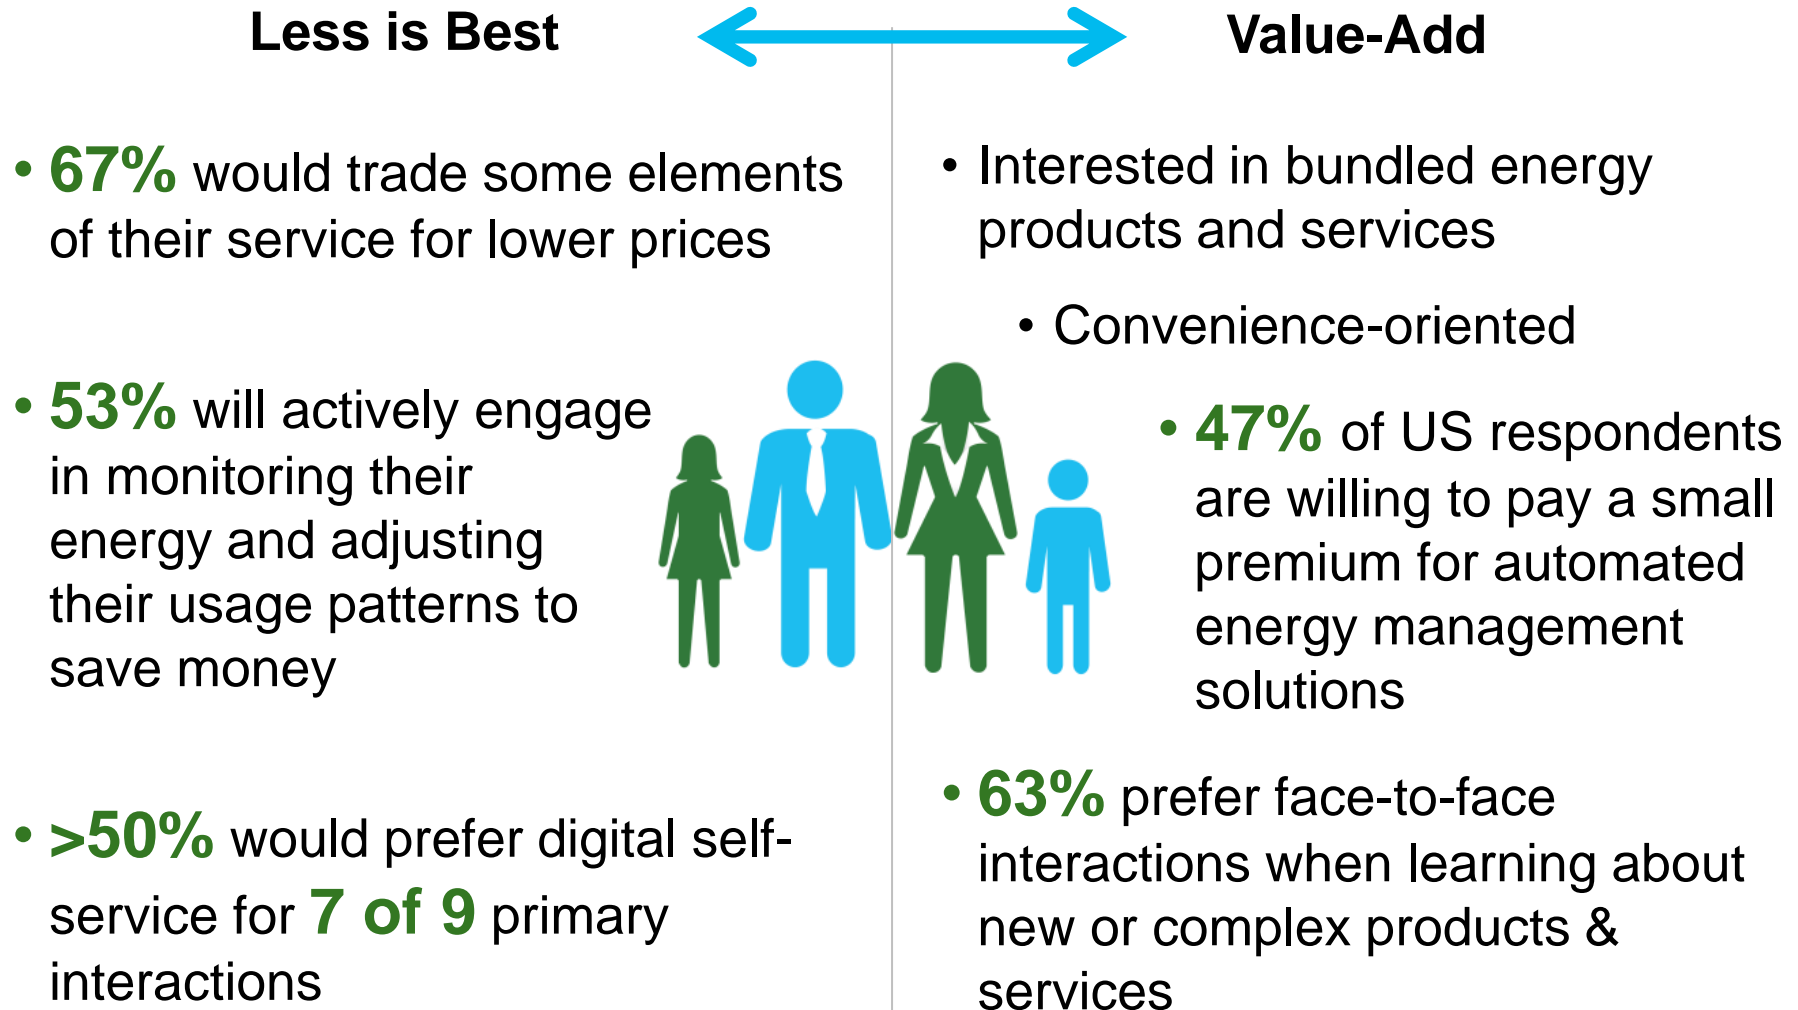 Less is Best
• 67% would trade some elements
of their service for lower prices
• 53% will actively engage
in monitoring their
energy and adjusting
their usage patterns to
save money
• >50% would prefer digital self-
service for 7 of 9 primary
interactions
Value-Add
• Interested in bundled energy
products and services
• Convenience-oriented
• 47% of US respondents
are willing to pay a small
premium for automated
energy management
solutions
• 63% prefer face-to-face
interactions when learning about
new or complex products &
services